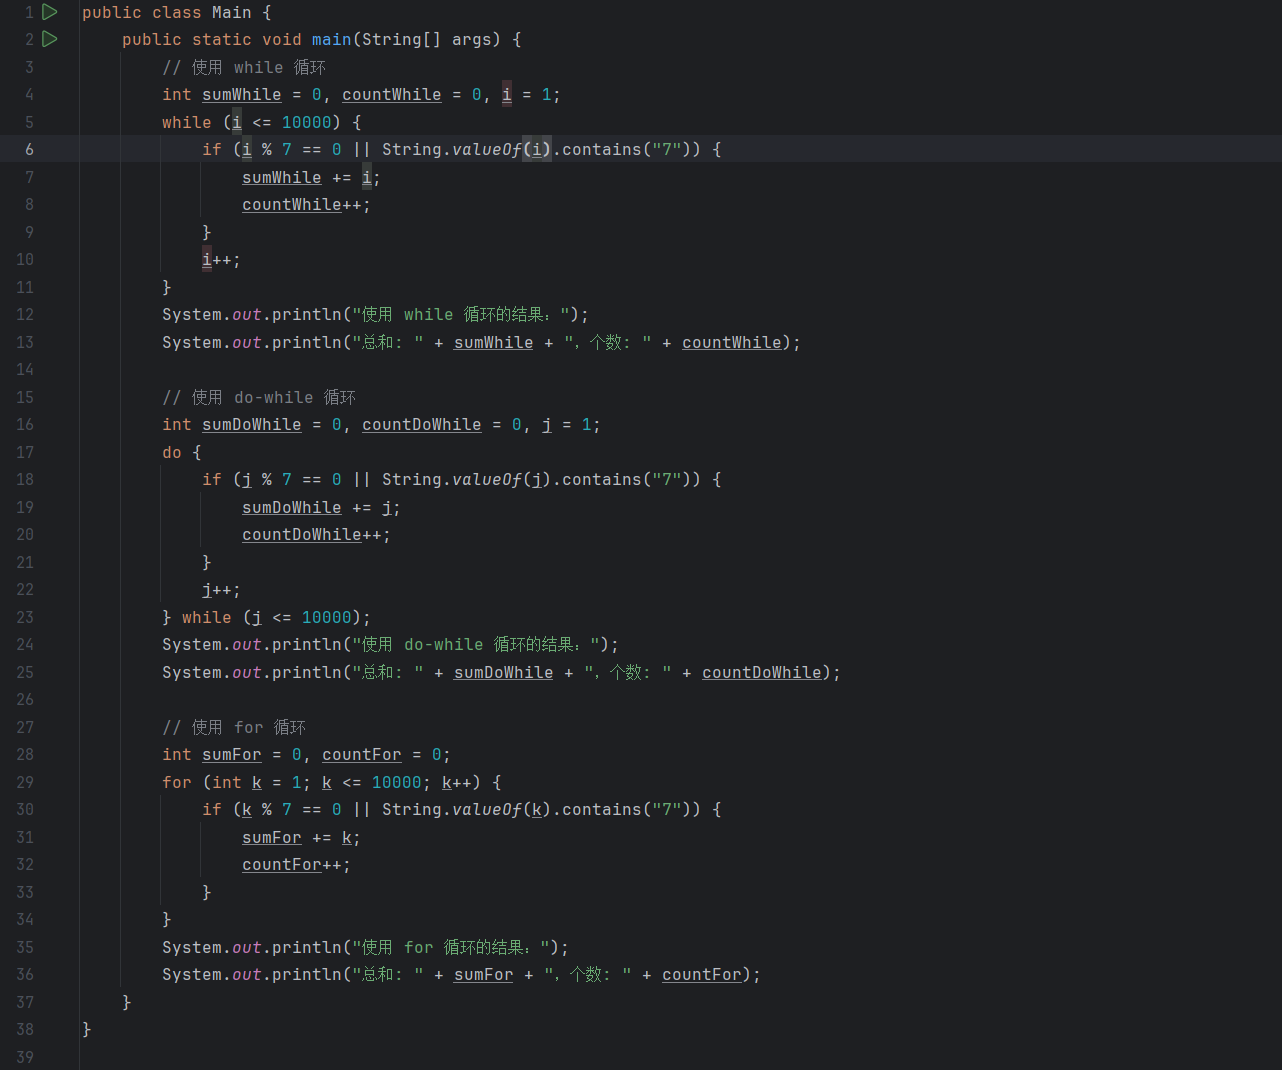 1 public class Main {
2 public static void main(String[] args) {
3 // 使用 while 循环
4 int sumWhile = 0, countWhile = 0, i = 1;
5 while (i <= 10000) {
6 if (i % 7 == 0 || String.valueOf(i).contains("7")) {
7 sumWhile += i;
8 countWhile++;
9 }
10 i++;
11 }
12 System.out.println("使用 while 循环的结果：");
13 System.out.println("总和: " + sumWhile + "，个数: " + countWhile);
14
15 // 使用 do-while 循环
16 int sumDoWhile = 0, countDoWhile = 0, j = 1;
17 do {
18 if (j % 7 == 0 || String.valueOf(j).contains("7")) {
19 sumDoWhile += j;
20 countDoWhile++;
21 }
22 j++;
23 } while (j <= 10000);
24 System.out.println("使用 do-while 循环的结果：");
25 System.out.println("总和: " + sumDoWhile + "，个数: " + countDoWhile);
26
27 // 使用 for 循环
28 int sumFor = 0, countFor = 0;
29 for (int k = 1; k <= 10000; k++) {
30 if (k % 7 == 0 || String.valueOf(k).contains("7")) {
31 sumFor += k;
32 countFor++;
33 }
34 }
35 System.out.println("使用 for 循环的结果：");
36 System.out.println("总和: " + sumFor + "，个数: " + countFor);
37 }
38 }
39